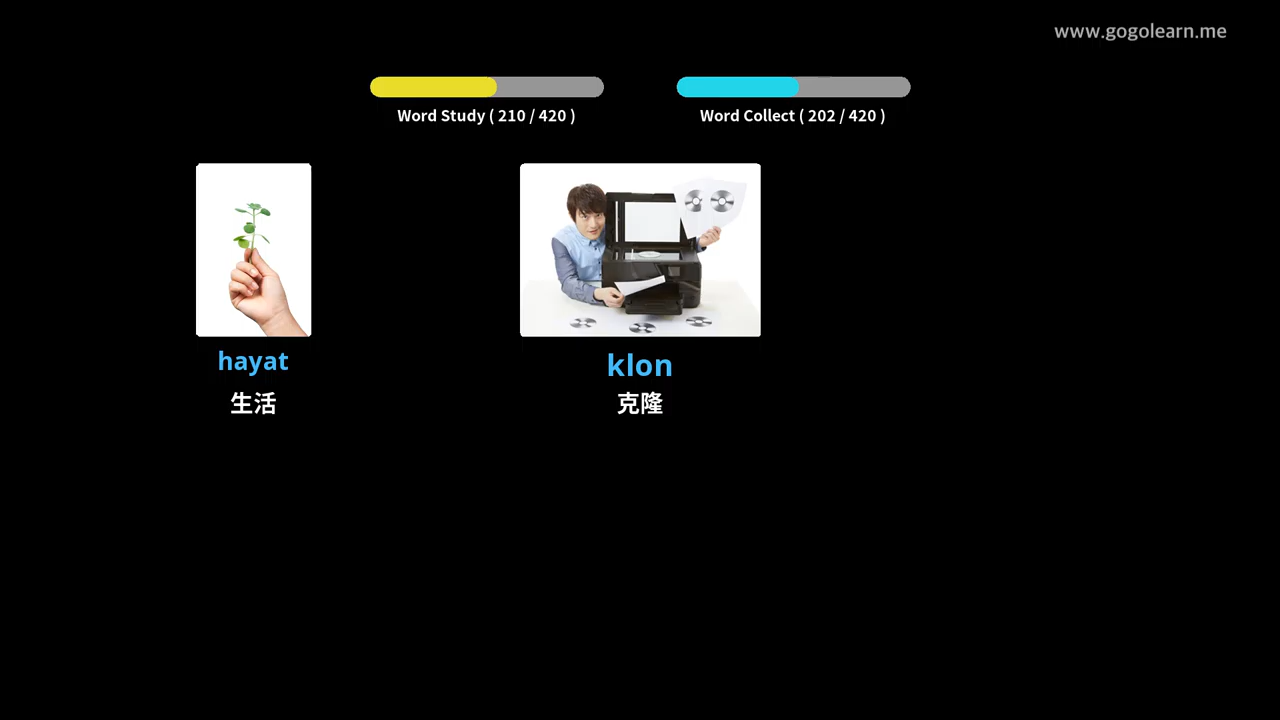 www.gogolearn.me
Word Study ( 210 / 420 )
Word Collect ( 202 / 420 )
hayat
klon
生活
克隆